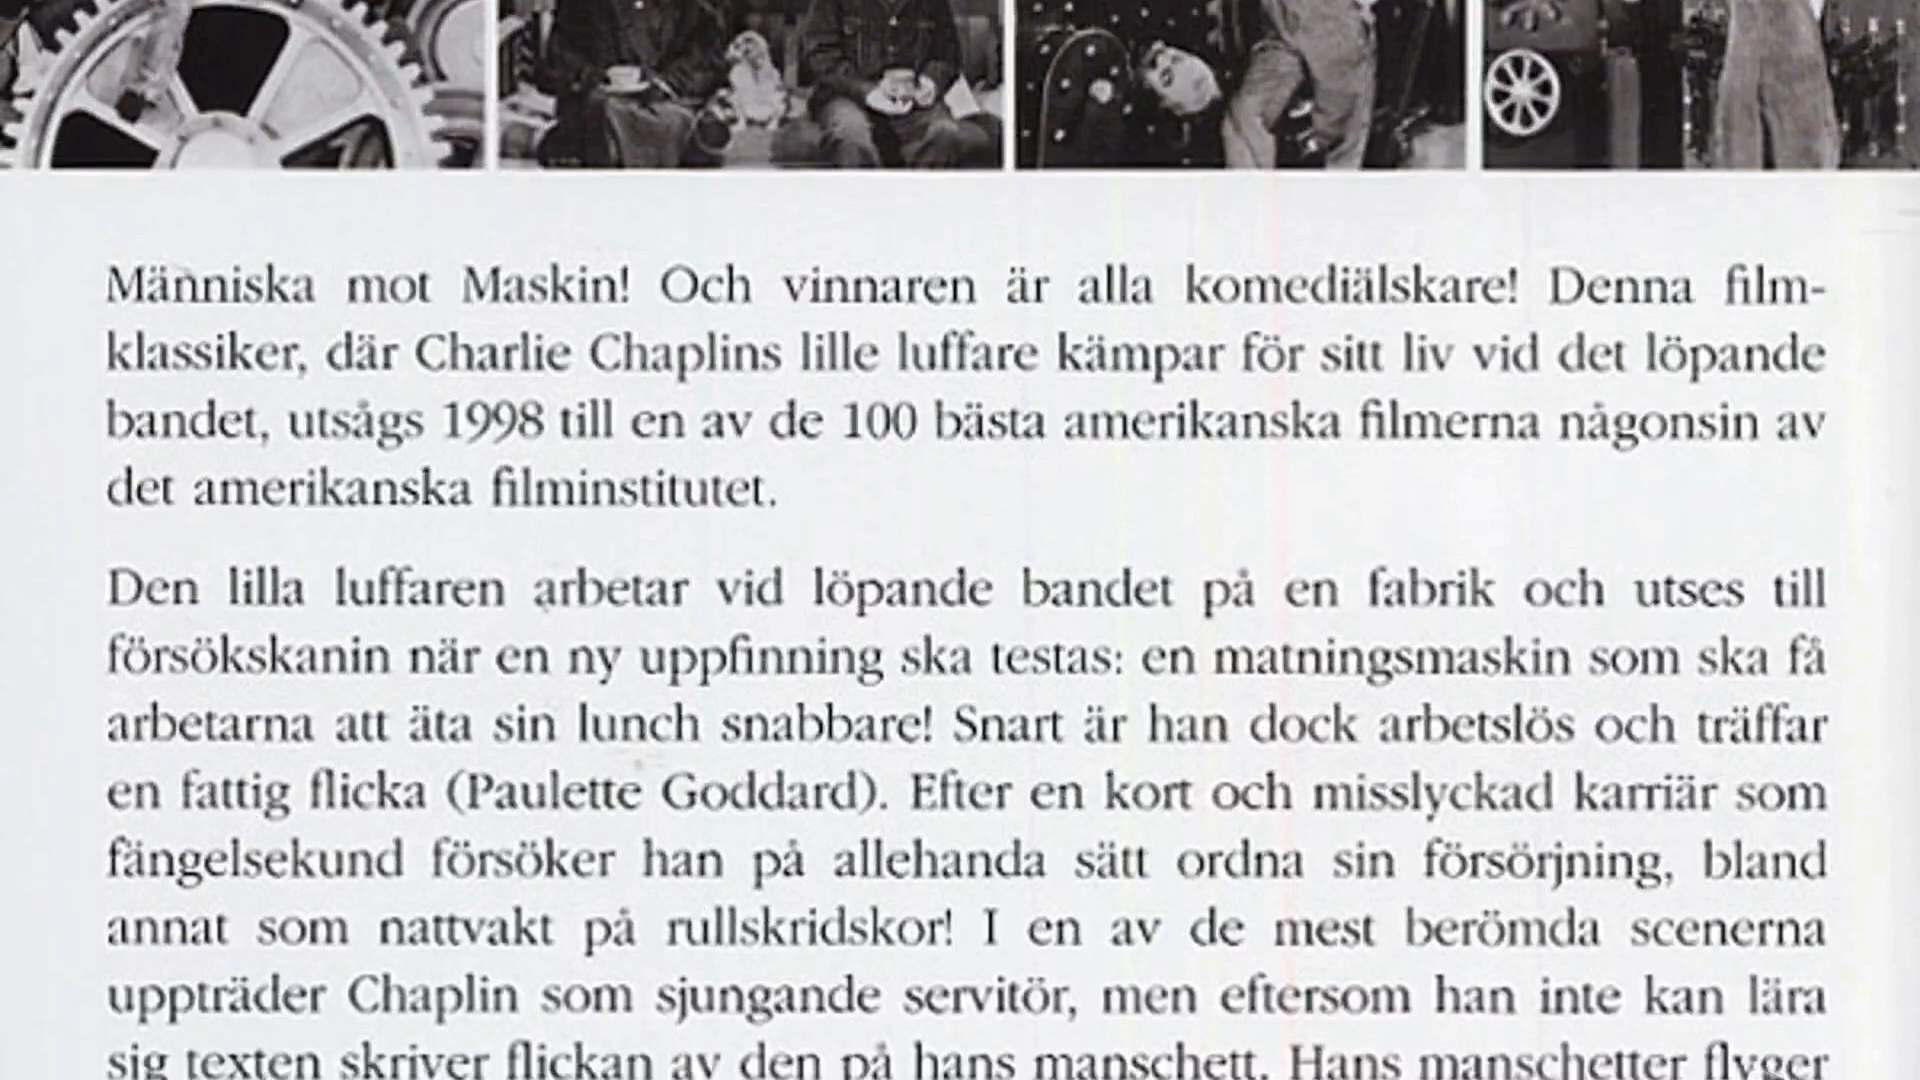 Människa mot Maskin! Och vinnaren är alla komediälskare! Denna film-
klassiker, där Charlie Chaplins lille luffare kämpar för sitt liv vid det löpande
bandet, utsågs 1998 till en av de 100 bästa amerikanska filmerna någonsin av
det amerikanska filminstitutet.
Den lilla luffaren arbetar vid löpande bandet på en fabrik och utses till
försökskanin när en ny uppfinning ska testas: en matningsmaskin som ska få
arbetarna att äta sin lunch snabbare! Snart är han dock arbetslös och träffar
en fattig flicka (Paulette Goddard). Efter en kort och misslyckad karriär som
fängelsekund försöker han på allehanda sätt ordna sin försörjning, bland
annat som nattvakt på rullskridskor! I en av de mest berömda scenerna
uppträder Chaplin som sjungande servitör, men eftersom han inte kan lära
sig texten skriver flickan av den på hans manschett. Hans manschetter flyger